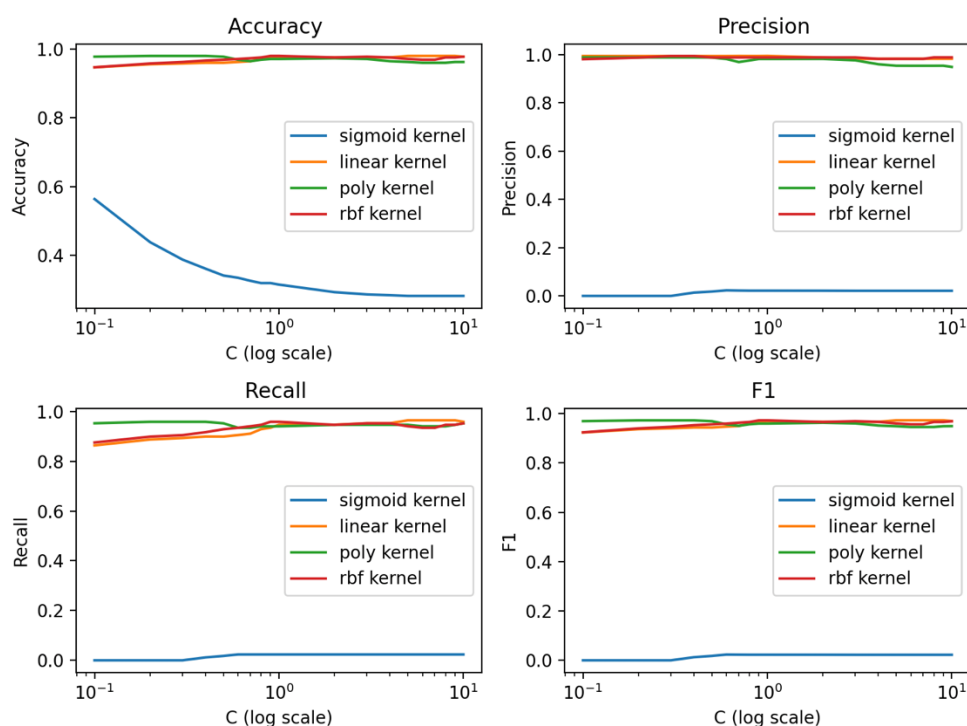 Accuracy
Accuracy
1.0
0.8
0.6
0.4
sigmoid kernel
linear kernel
poly kernel
rbf kernel
10⁻¹ 10⁰ 10¹
C (log scale)
Precision
Precision
1.0
0.8
0.6
0.4
0.2
0.0
sigmoid kernel
linear kernel
poly kernel
rbf kernel
10⁻¹ 10⁰ 10¹
C (log scale)
Recall
Recall
1.0
0.8
0.6
0.4
0.2
0.0
sigmoid kernel
linear kernel
poly kernel
rbf kernel
10⁻¹ 10⁰ 10¹
C (log scale)
F1
F1
1.0
0.8
0.6
0.4
0.2
0.0
sigmoid kernel
linear kernel
poly kernel
rbf kernel
10⁻¹ 10⁰ 10¹
C (log scale)